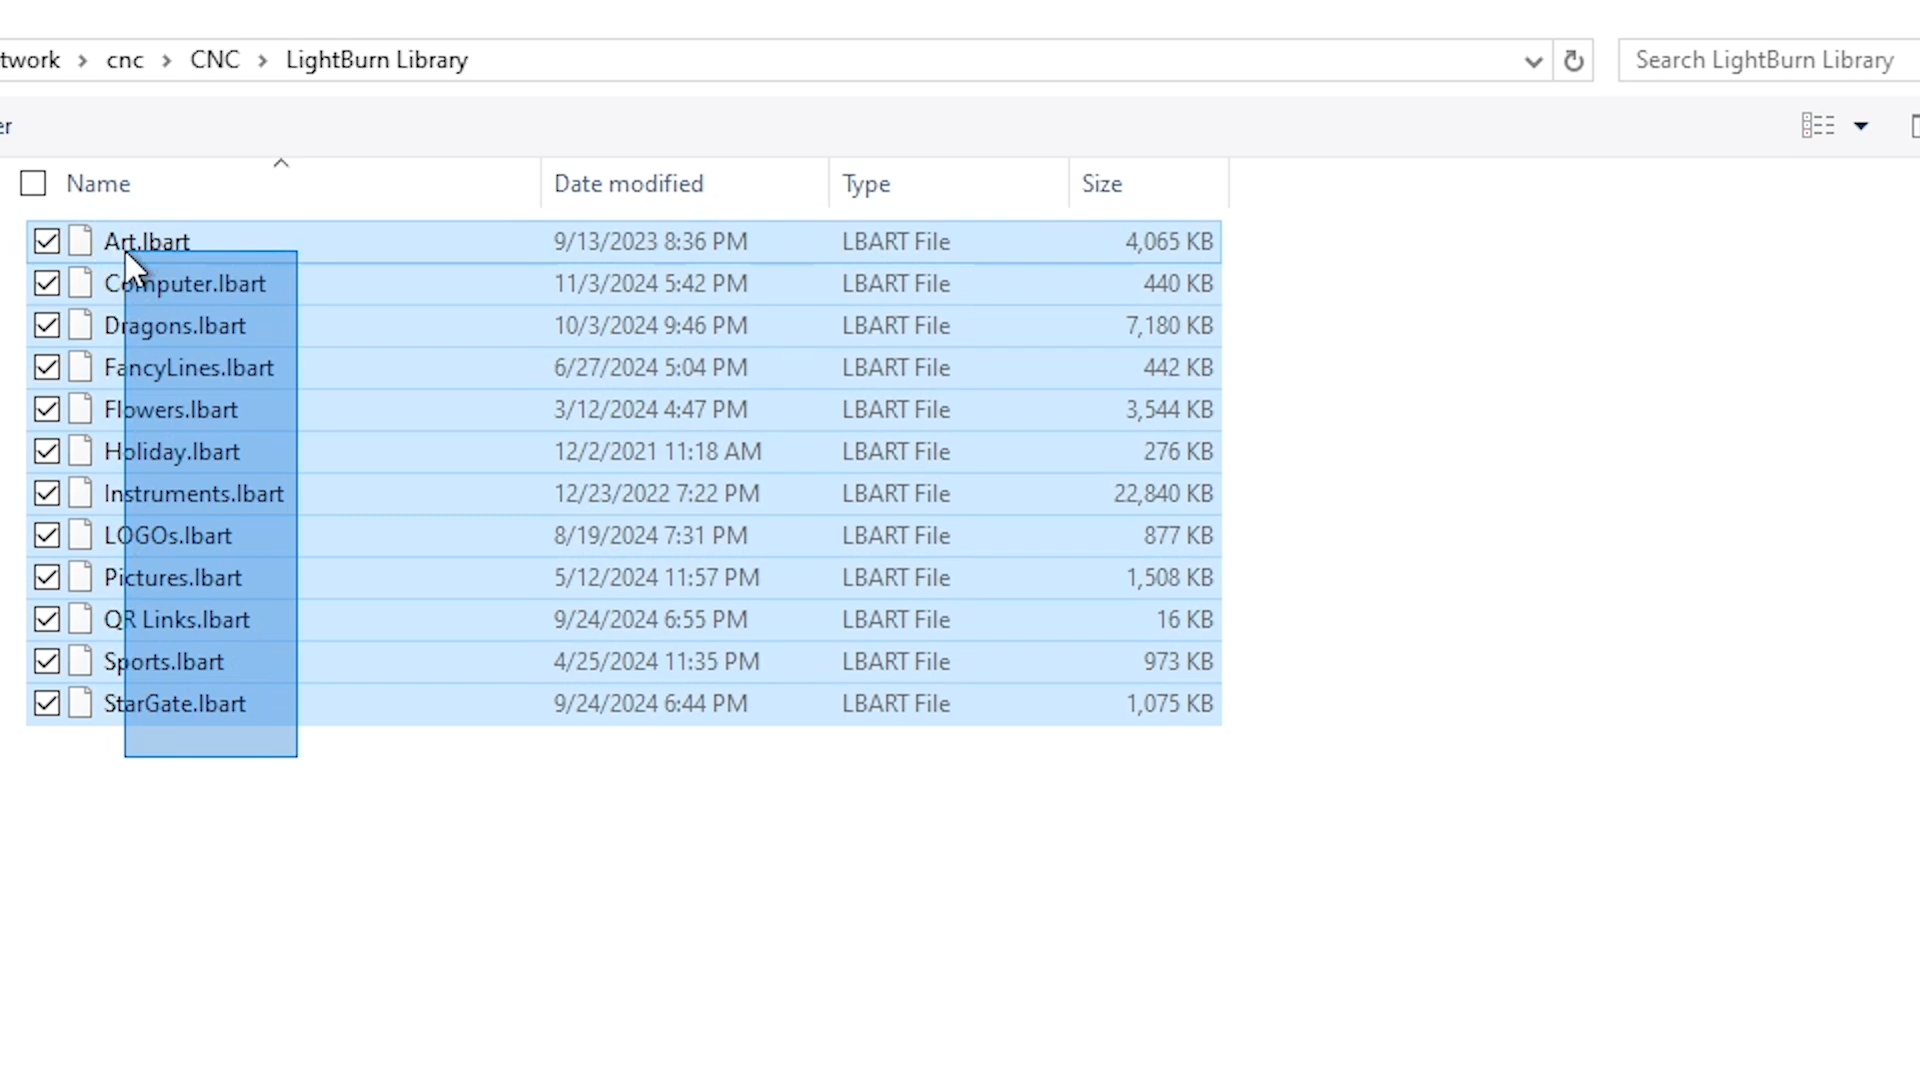 twork > cnc > CNC > LightBurn Library
Search LightBurn Library
er
Name Date modified Type Size
Art.lbart 9/13/2023 8:36 PM LBART File 4,065 KB
Computer.lbart 11/3/2024 5:42 PM LBART File 440 KB
Dragons.lbart 10/3/2024 9:46 PM LBART File 7,180 KB
FancyLines.lbart 6/27/2024 5:04 PM LBART File 442 KB
Flowers.lbart 3/12/2024 4:47 PM LBART File 3,544 KB
Holiday.lbart 12/2/2021 11:18 AM LBART File 276 KB
Instruments.lbart 12/23/2022 7:22 PM LBART File 22,840 KB
LOGOs.lbart 8/19/2024 7:31 PM LBART File 877 KB
Pictures.lbart 5/12/2024 11:57 PM LBART File 1,508 KB
QR Links.lbart 9/24/2024 6:55 PM LBART File 16 KB
Sports.lbart 4/25/2024 11:35 PM LBART File 973 KB
StarGate.lbart 9/24/2024 6:44 PM LBART File 1,075 KB